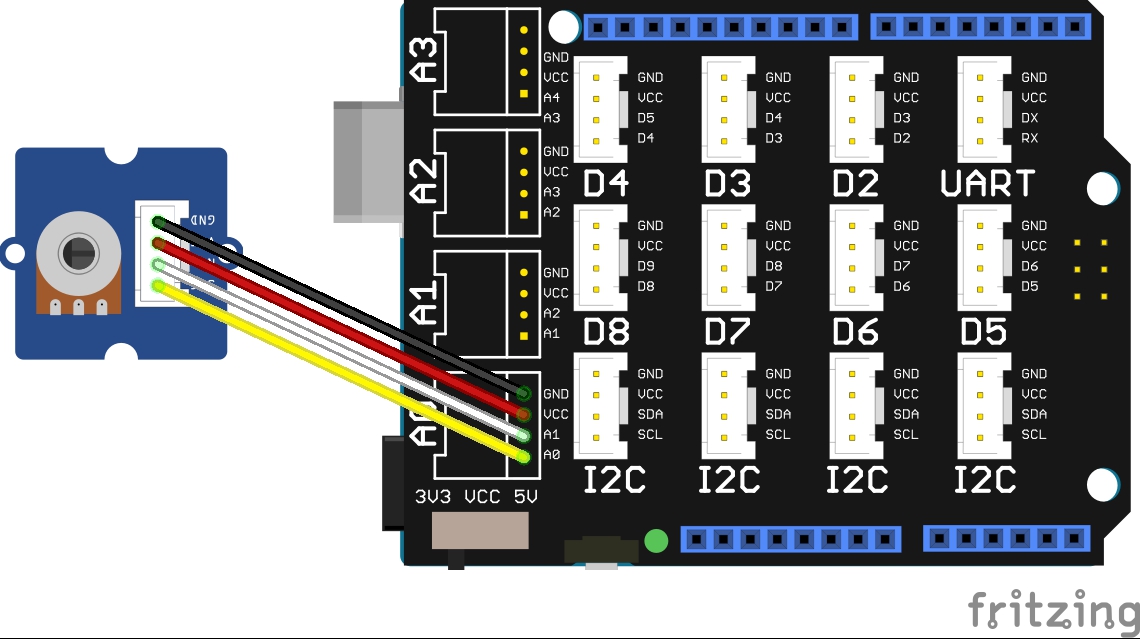 A3
GND
VCC
A4
A3
A2
GND
VCC
A3
A2
A1
GND
VCC
A2
A1
GND
VCC
A1
A0
3V3 VCC 5V
GND
VCC
D5
D4
D4
GND
VCC
D4
D3
D3
GND
VCC
D3
D2
D2
GND
VCC
DX
RX
UART
GND
VCC
D9
D8
D8
GND
VCC
D8
D7
D7
GND
VCC
D7
D6
D6
GND
VCC
D6
D5
D5
GND
VCC
SDA
SCL
I2C
GND
VCC
SDA
SCL
I2C
GND
VCC
SDA
SCL
I2C
GND
VCC
SDA
SCL
I2C
GND
fritzing